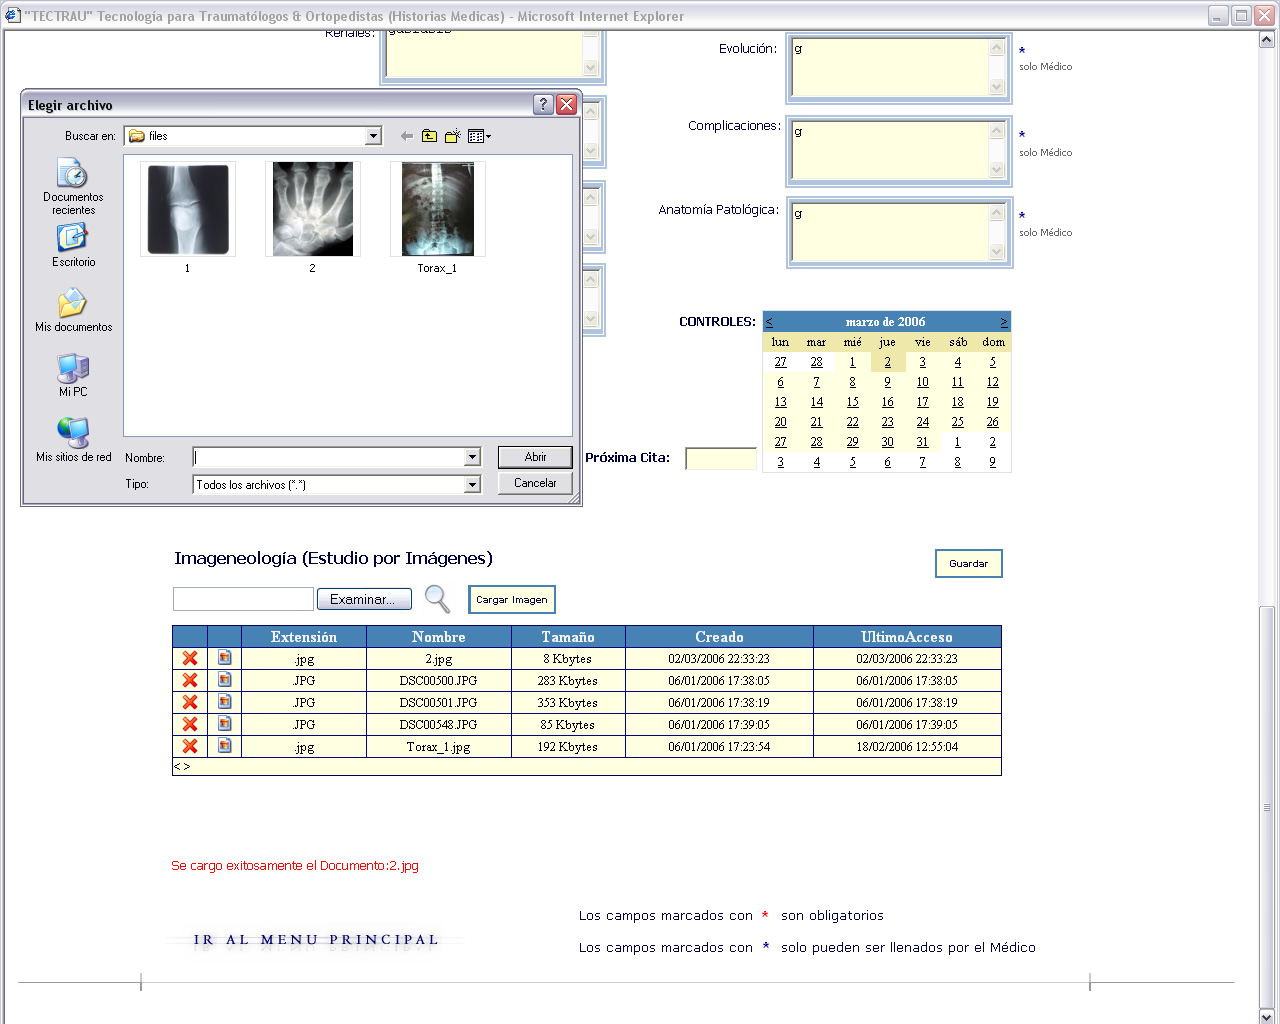 "TECTRAU" Tecnología para Traumatólogos & Ortopedistas (Historias Medicas) - Microsoft Internet Explorer
Renales:
Evolución:
g
*
solo Médico
Complicaciones:
g
*
solo Médico
Anatomía Patológica:
g
*
solo Médico
Elegir archivo
Buscar en:
files
Documentos recientes
Escritorio
Mis documentos
Mi PC
Mis sitios de red
1
2
Torax_1
Nombre:
Abrir
Tipo:
Todos los archivos (*.*)
Cancelar
CONTROLES:
< marzo de 2006 >
lun mar mié jue vie sáb dom
27 28 1 2 3 4 5
6 7 8 9 10 11 12
13 14 15 16 17 18 19
20 21 22 23 24 25 26
27 28 29 30 31 1 2
3 4 5 6 7 8 9
Próxima Cita:
Imageneología (Estudio por Imágenes)
Guardar
Examinar...
Cargar Imagen
Extensión Nombre Tamaño Creado UltimoAcceso
.jpg 2.jpg 8 Kbytes 02/03/2006 22:33:23 02/03/2006 22:33:23
.JPG DSC00500.JPG 283 Kbytes 06/01/2006 17:38:05 06/01/2006 17:38:05
.JPG DSC00501.JPG 353 Kbytes 06/01/2006 17:38:19 06/01/2006 17:38:19
.JPG DSC00548.JPG 85 Kbytes 06/01/2006 17:39:05 06/01/2006 17:39:05
.jpg Torax_1.jpg 192 Kbytes 06/01/2006 17:23:54 18/02/2006 12:55:04
< >
Se cargo exitosamente el Documento:2.jpg
Los campos marcados con * son obligatorios
IR AL MENU PRINCIPAL
Los campos marcados con * solo pueden ser llenados por el Médico